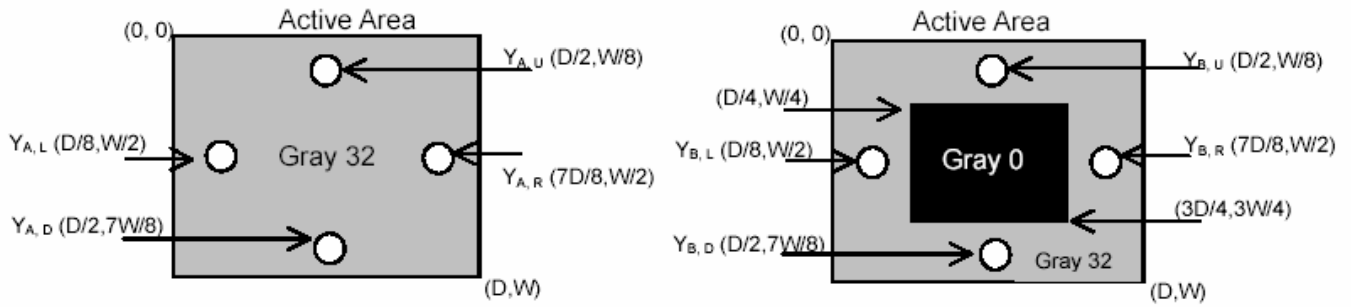 Active Area
(0, 0)
YA, U (D/2,W/8)
YA, L (D/8,W/2)
Gray 32
YA, R (7D/8,W/2)
YA, D (D/2,7W/8)
(D,W)
Active Area
(0, 0)
YB, U (D/2,W/8)
(D/4,W/4)
YB, L (D/8,W/2)
Gray 0
YB, R (7D/8,W/2)
(3D/4,3W/4)
YB, D (D/2,7W/8)
Gray 32
(D,W)